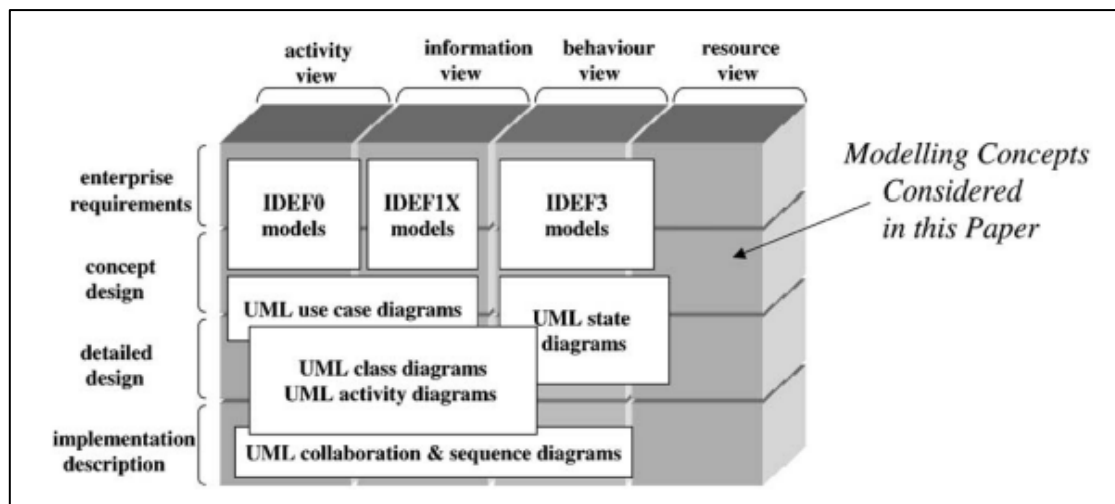 activity
view
information
view
behaviour
view
resource
view
enterprise
requirements
IDEF0
models
IDEF1X
models
IDEF3
models
Modelling Concepts
Considered
in this Paper
concept
design
UML use case diagrams
UML state
diagrams
detailed
design
UML class diagrams
UML activity diagrams
implementation
description
UML collaboration & sequence diagrams